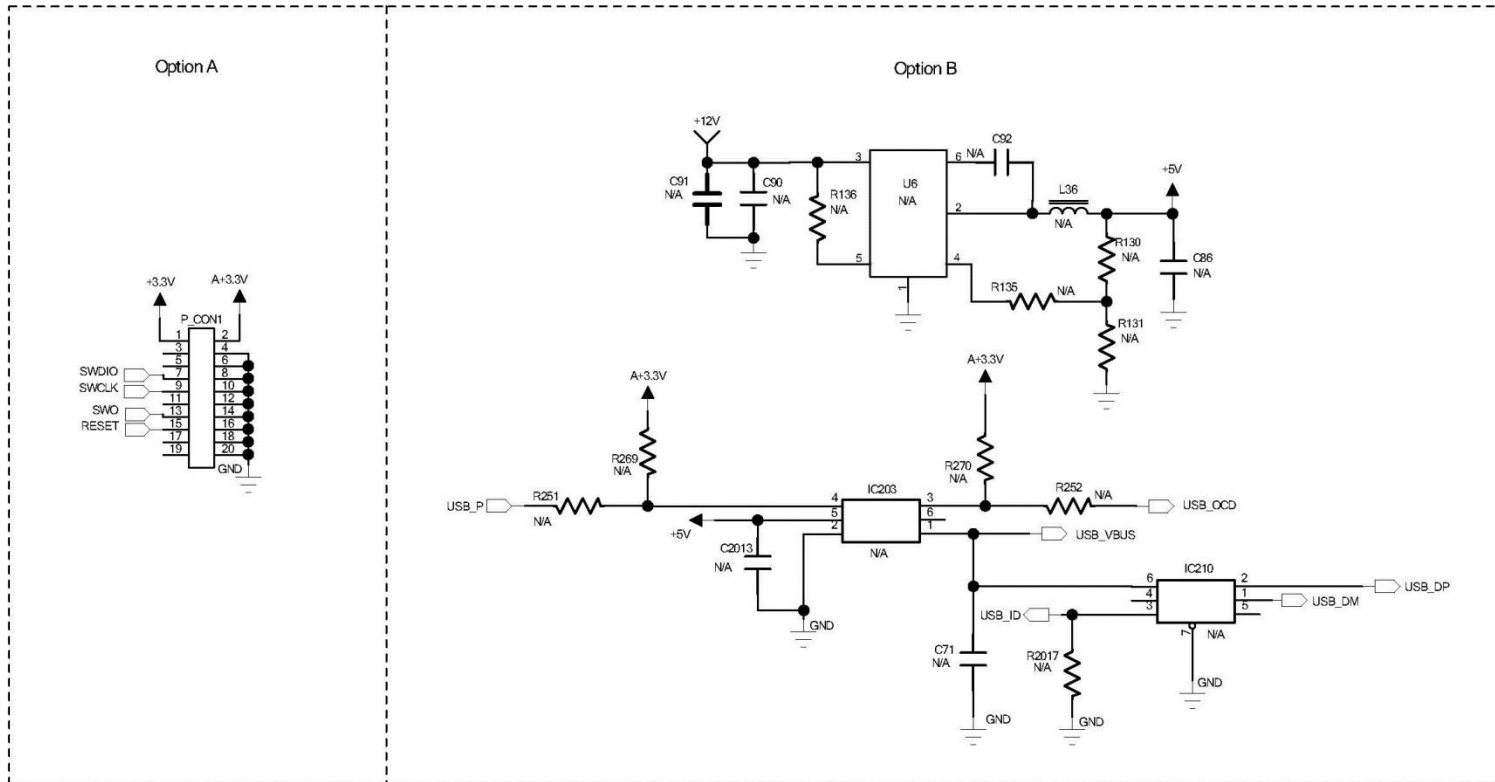 Option A
Option B
+3.3V
A+3.3V
P_CON1
1 2
3 4
5 6
SWDIO 7 8
SWCLK 9 10
11 12
SWO 13 14
RESET 15 16
17 18
19 20
GND
+12V
C91
N/A
C90
N/A
R136
N/A
3
5
U6
N/A
1
6
2
4
N/A
C92
L36
N/A
+5V
R130
N/A
C86
N/A
R135
N/A
R131
N/A
A+3.3V
A+3.3V
R269
N/A
R270
N/A
USB_P
R251
N/A
IC203
4
5
2
3
6
1
N/A
R252
N/A
USB_OCD
+5V
USB_VBUS
C2013
N/A
GND
IC210
6
4
3
2
1
5
7
N/A
USB_DP
USB_DM
USB_ID
C71
N/A
R2017
N/A
GND
GND
GND